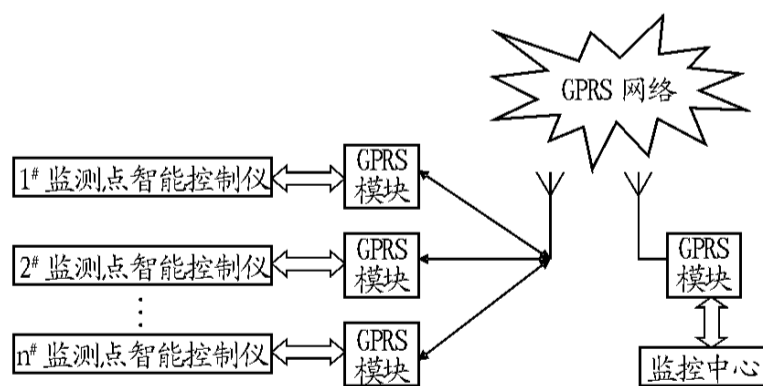 GPRS 网络
1# 监测点智能控制仪
GPRS
模块
2# 监测点智能控制仪
GPRS
模块
GPRS
模块
⋮
n# 监测点智能控制仪
GPRS
模块
监控中心